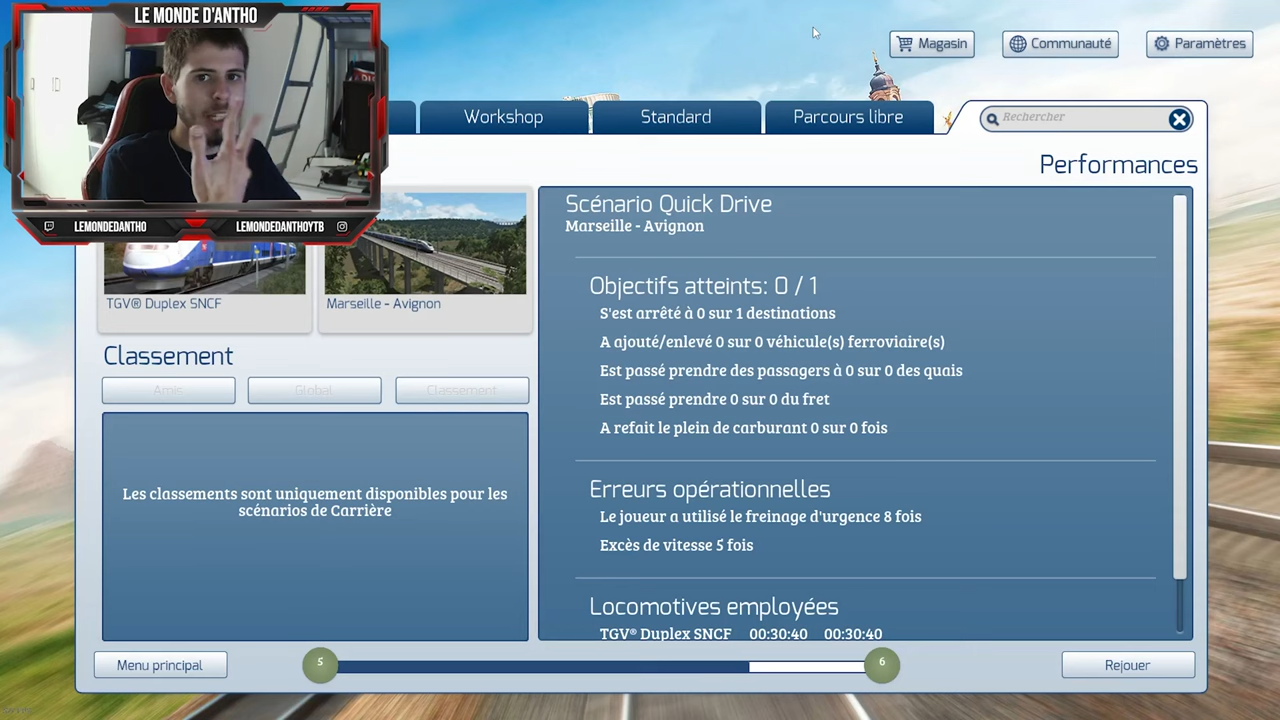 LE MONDE D'ANTHO
LEMONDEDANTHO
LEMONDEDANTHOYTB
Magasin
Communauté
Paramètres
Workshop
Standard
Parcours libre
Rechercher
Performances
TGV® Duplex SNCF
Marseille - Avignon
Classement
Amis
Global
Classement
Les classements sont uniquement disponibles pour les
scénarios de Carrière
Scénario Quick Drive
Marseille - Avignon
Objectifs atteints: 0 / 1
S'est arrêté à 0 sur 1 destinations
A ajouté/enlevé 0 sur 0 véhicule(s) ferroviaire(s)
Est passé prendre des passagers à 0 sur 0 des quais
Est passé prendre 0 sur 0 du fret
A refait le plein de carburant 0 sur 0 fois
Erreurs opérationnelles
Le joueur a utilisé le freinage d'urgence 8 fois
Excès de vitesse 5 fois
Locomotives employées
TGV® Duplex SNCF 00:30:40 00:30:40
Menu principal
5
6
Rejouer